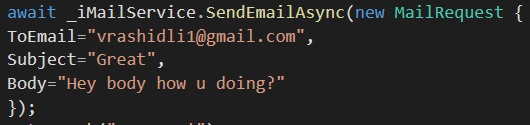 await _iMailService.SendEmailAsync(new MailRequest {
ToEmail="vrashidli1@gmail.com",
Subject="Great",
Body="Hey body how u doing?"
});